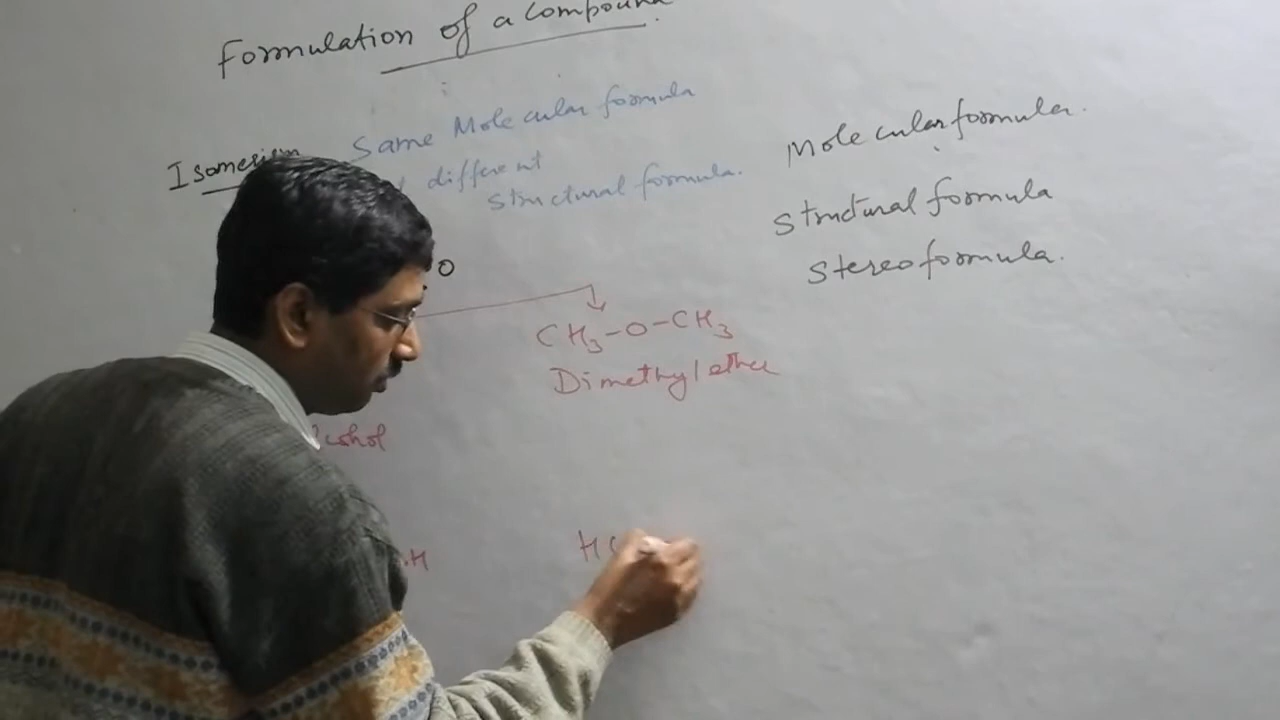 Formulation of a Compound.
Isomerism
Same Molecular formula
different
Structural formula.
Molecular formula.
Structural formula
Stereo formula.
O
CH3-O-CH3
Dimethyl ether
cohol
H
HC